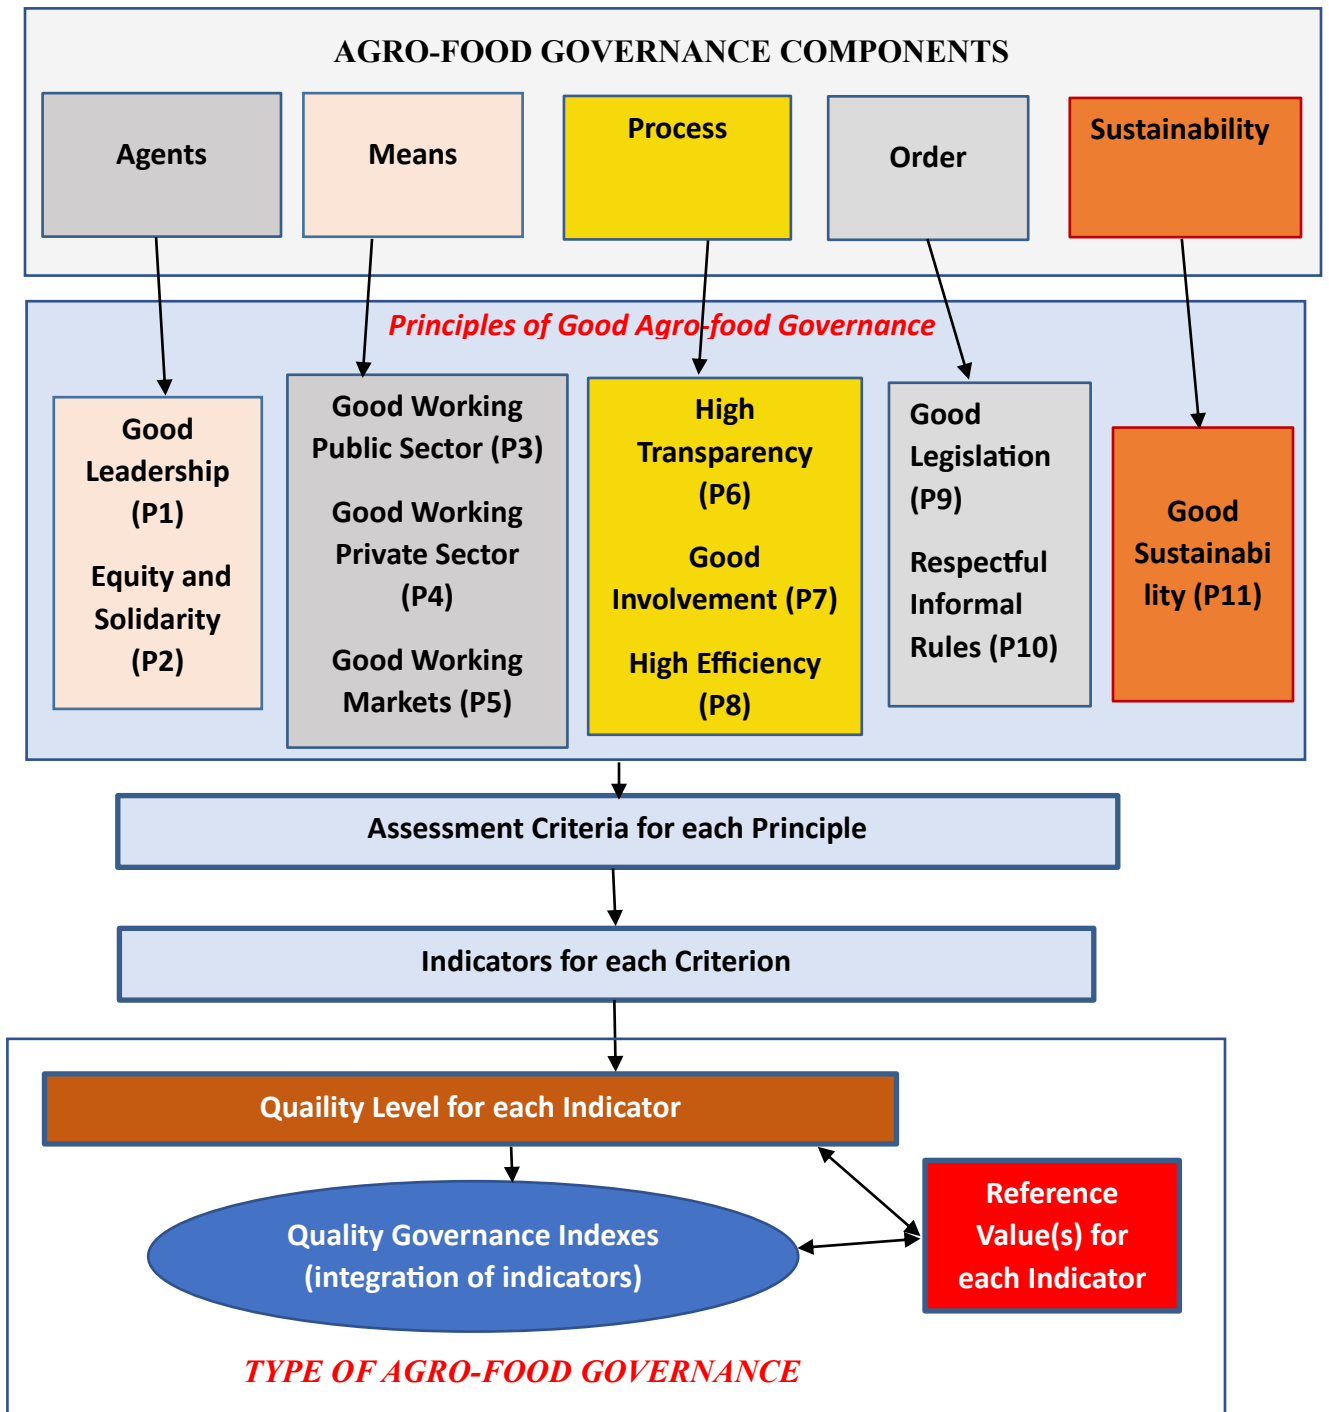 AGRO-FOOD GOVERNANCE COMPONENTS
Agents
Means
Process
Order
Sustainability
Principles of Good Agro-food Governance
Good
Leadership
(P1)
Equity and
Solidarity
(P2)
Good Working
Public Sector (P3)
Good Working
Private Sector
(P4)
Good Working
Markets (P5)
High
Transparency
(P6)
Good
Involvement (P7)
High Efficiency
(P8)
Good
Legislation
(P9)
Respectful
Informal
Rules (P10)
Good
Sustainabi
lity (P11)
Assessment Criteria for each Principle
Indicators for each Criterion
Quaility Level for each Indicator
Quality Governance Indexes
(integration of indicators)
Reference
Value(s) for
each Indicator
TYPE OF AGRO-FOOD GOVERNANCE